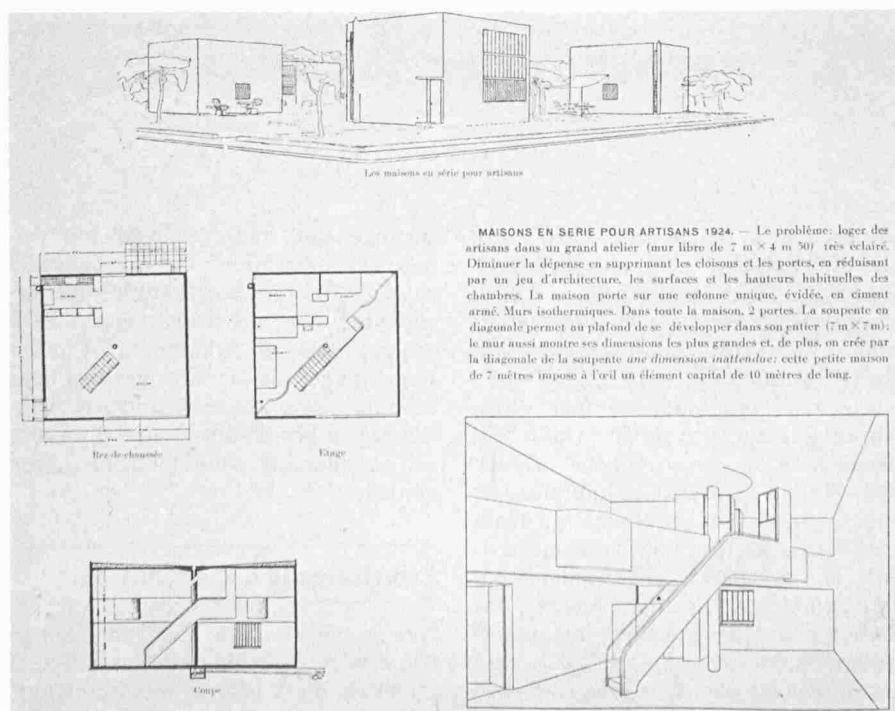 Les maisons en série pour artisans
MAISONS EN SERIE POUR ARTISANS 1924. — Le problème: loger des
artisans dans un grand atelier (mur libre de 7 m × 4 m 50) très éclairé.
Diminuer la dépense en supprimant les cloisons et les portes, en réduisant
par un jeu d'architecture, les surfaces et les hauteurs habituelles des
chambres. La maison porte sur une colonne unique, évidée, en ciment
armé. Murs isothermiques. Dans toute la maison, 2 portes. La soupente en
diagonale permet au plafond de se développer dans son entier (7 m × 7 m);
le mur aussi montre ses dimensions les plus grandes et, de plus, on crée par
la diagonale de la soupente une dimension inattendue: cette petite maison
de 7 mètres impose à l'œil un élément capital de 10 mètres de long.
Rez-de-chaussée
Etage
Coupe